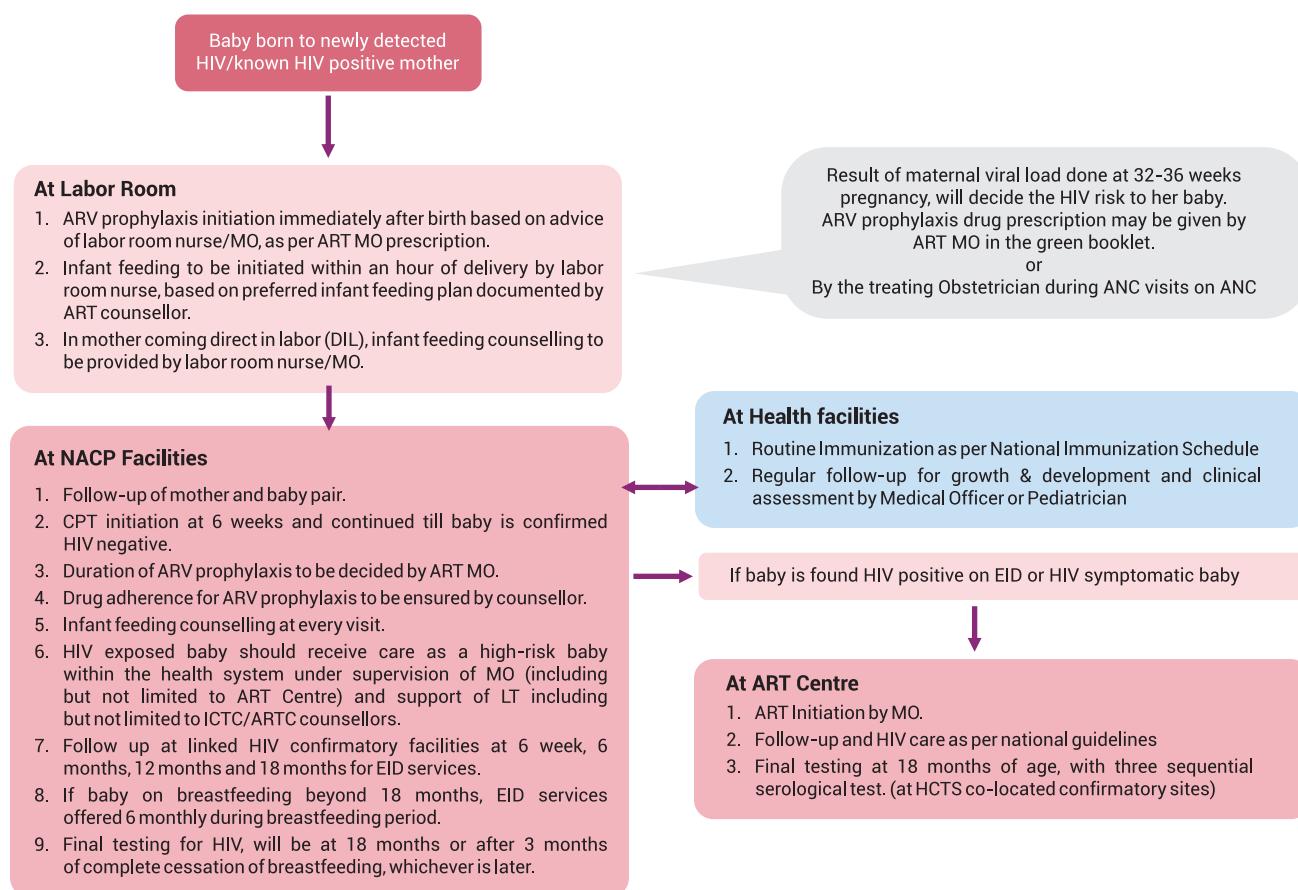 Baby born to newly detected
HIV/known HIV positive mother
At Labor Room
1. ARV prophylaxis initiation immediately after birth based on advice
of labor room nurse/MO, as per ART MO prescription.
2. Infant feeding to be initiated within an hour of delivery by labor
room nurse, based on preferred infant feeding plan documented by
ART counsellor.
3. In mother coming direct in labor (DIL), infant feeding counselling to
be provided by labor room nurse/MO.
Result of maternal viral load done at 32-36 weeks
pregnancy, will decide the HIV risk to her baby.
ARV prophylaxis drug prescription may be given by
ART MO in the green booklet.
or
By the treating Obstetrician during ANC visits on ANC
At NACP Facilities
1. Follow-up of mother and baby pair.
2. CPT initiation at 6 weeks and continued till baby is confirmed
HIV negative.
3. Duration of ARV prophylaxis to be decided by ART MO.
4. Drug adherence for ARV prophylaxis to be ensured by counsellor.
5. Infant feeding counselling at every visit.
6. HIV exposed baby should receive care as a high-risk baby
within the health system under supervision of MO (including
but not limited to ART Centre) and support of LT including
but not limited to ICTC/ARTC counsellors.
7. Follow up at linked HIV confirmatory facilities at 6 week, 6
months, 12 months and 18 months for EID services.
8. If baby on breastfeeding beyond 18 months, EID services
offered 6 monthly during breastfeeding period.
9. Final testing for HIV, will be at 18 months or after 3 months
of complete cessation of breastfeeding, whichever is later.
At Health facilities
1. Routine Immunization as per National Immunization Schedule
2. Regular follow-up for growth & development and clinical
assessment by Medical Officer or Pediatrician
If baby is found HIV positive on EID or HIV symptomatic baby
At ART Centre
1. ART Initiation by MO.
2. Follow-up and HIV care as per national guidelines
3. Final testing at 18 months of age, with three sequential
serological test. (at HCTS co-located confirmatory sites)